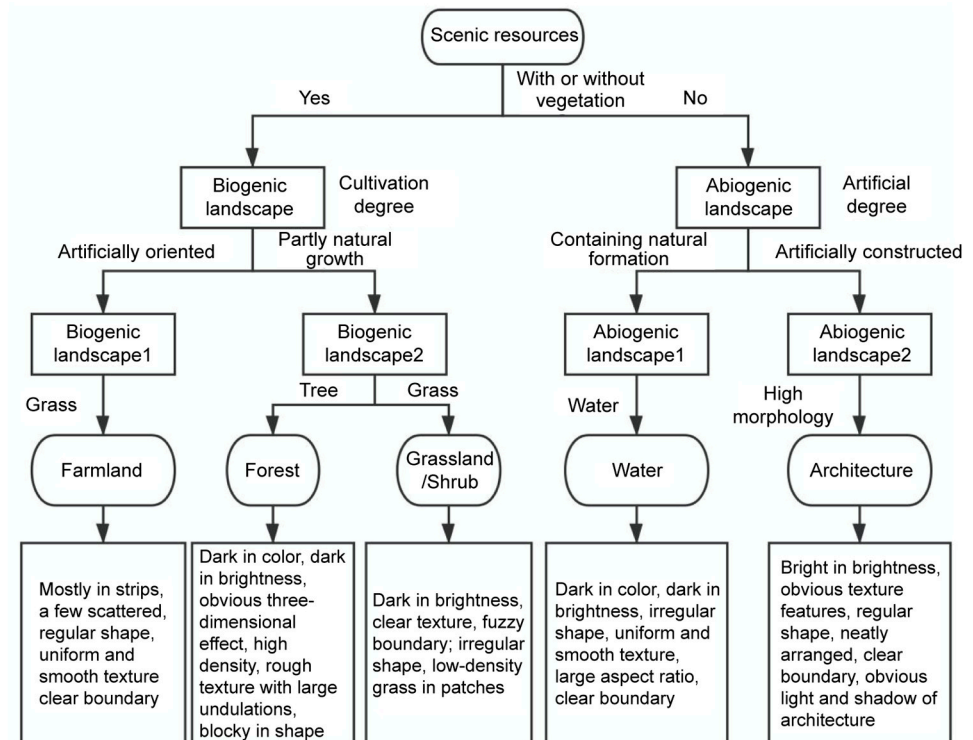 Scenic resources
With or without
vegetation
Yes
No
Biogenic
landscape
Cultivation
degree
Abiogenic
landscape
Artificial
degree
Artificially oriented
Partly natural
growth
Containing natural
formation
Artificially constructed
Biogenic
landscape1
Biogenic
landscape2
Abiogenic
landscape1
Abiogenic
landscape2
Grass
Tree
Grass
Water
High
morphology
Farmland
Forest
Grassland
/Shrub
Water
Architecture
Mostly in strips,
a few scattered,
regular shape,
uniform and
smooth texture
clear boundary
Dark in color, dark
in brightness,
obvious three-
dimensional
effect, high
density, rough
texture with large
undulations,
blocky in shape
Dark in brightness,
clear texture, fuzzy
boundary; irregular
shape, low-density
grass in patches
Dark in color, dark in
brightness, irregular
shape, uniform and
smooth texture,
large aspect ratio,
clear boundary
Bright in brightness,
obvious texture
features, regular
shape, neatly
arranged, clear
boundary, obvious
light and shadow of
architecture